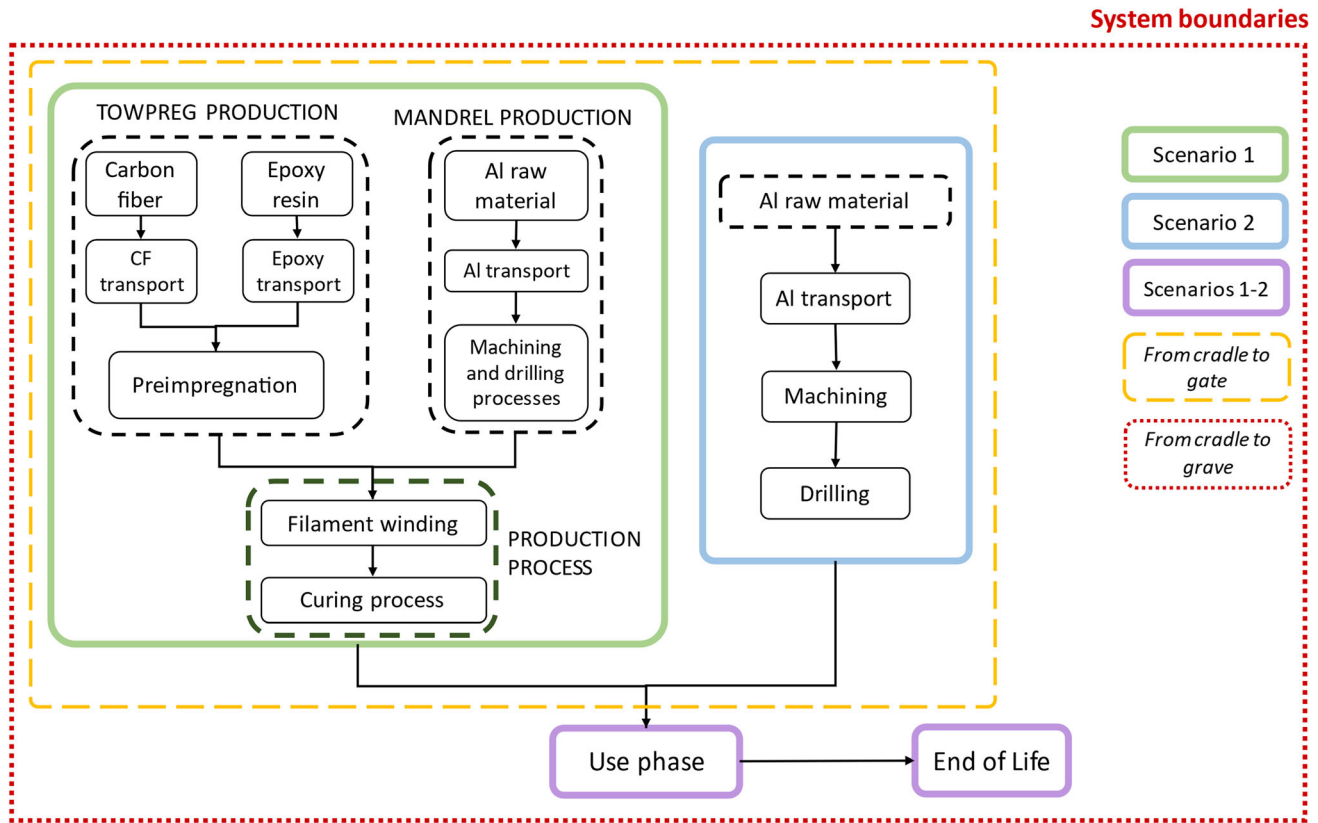 System boundaries
TOWPREG PRODUCTION
MANDREL PRODUCTION
Carbon
fiber
Epoxy
resin
CF
transport
Epoxy
transport
Preimpregnation
Al raw
material
Al transport
Machining
and drilling
processes
Filament winding
Curing process
PRODUCTION
PROCESS
Al raw material
Al transport
Machining
Drilling
Use phase
End of Life
Scenario 1
Scenario 2
Scenarios 1-2
From cradle to
gate
From cradle to
grave